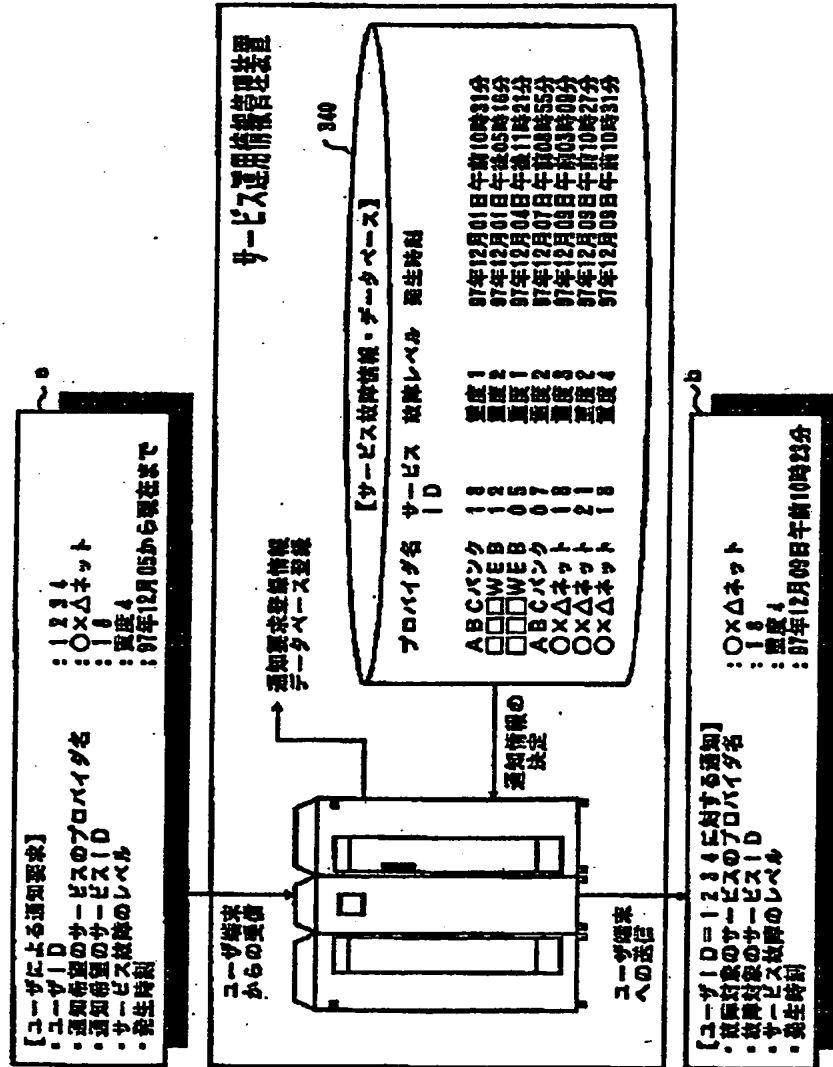 a
【ユーザによる通知要求】
・ユーザID :1234
・通知希望のサービスのプロバイダ名 :○×△ネット
・通知希望のサービスID :18
・サービス故障のレベル :重度4
・発生時刻 :97年12月05から現在まで
サービス運用情報管理装置
ユーザ端末
からの受信
通知要求登録情報
データベース登録
340
【サービス故障情報・データベース】
プロバイダ名 サービス 故障レベル 発生時刻
ID
ABCバンク 18 重度1 97年12月01日午前10時31分
□□□WEB 12 重度2 97年12月01日午後05時16分
□□□WEB 05 重度1 97年12月04日午後11時21分
ABCバンク 07 重度2 97年12月07日午前08時55分
○×△ネット 18 重度3 97年12月09日午前03時09分
○×△ネット 21 重度2 97年12月09日午前10時27分
○×△ネット 18 重度4 97年12月09日午前10時31分
通知情報の
決定
ユーザ端末
への送信
b
【ユーザID=1234に対する通知】
・故障対象のサービスのプロバイダ名 :○×△ネット
・故障対象のサービスID :18
・サービス故障のレベル :重度4
・発生時刻 :97年12月09日午前10時23分